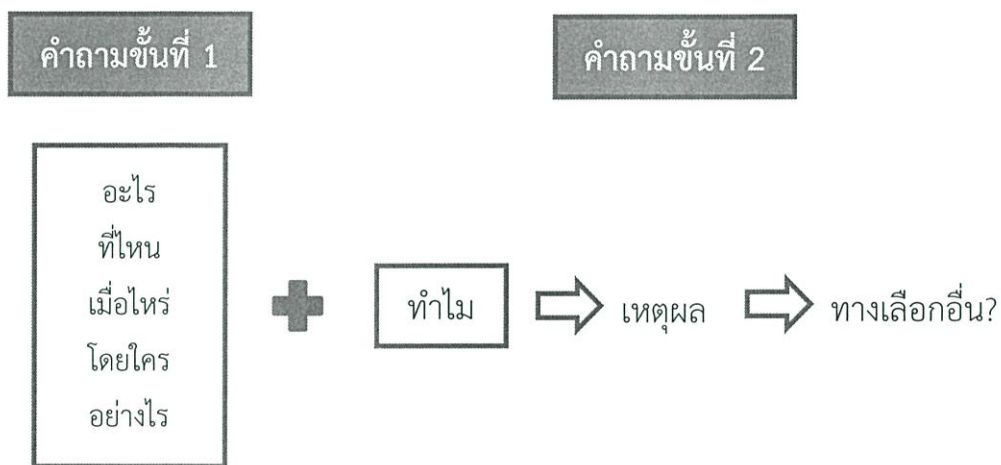 คำถามขั้นที่ 1
คำถามขั้นที่ 2
อะไร
ที่ไหน
เมื่อไหร่
โดยใคร
อย่างไร
ทำไม
เหตุผล
ทางเลือกอื่น?